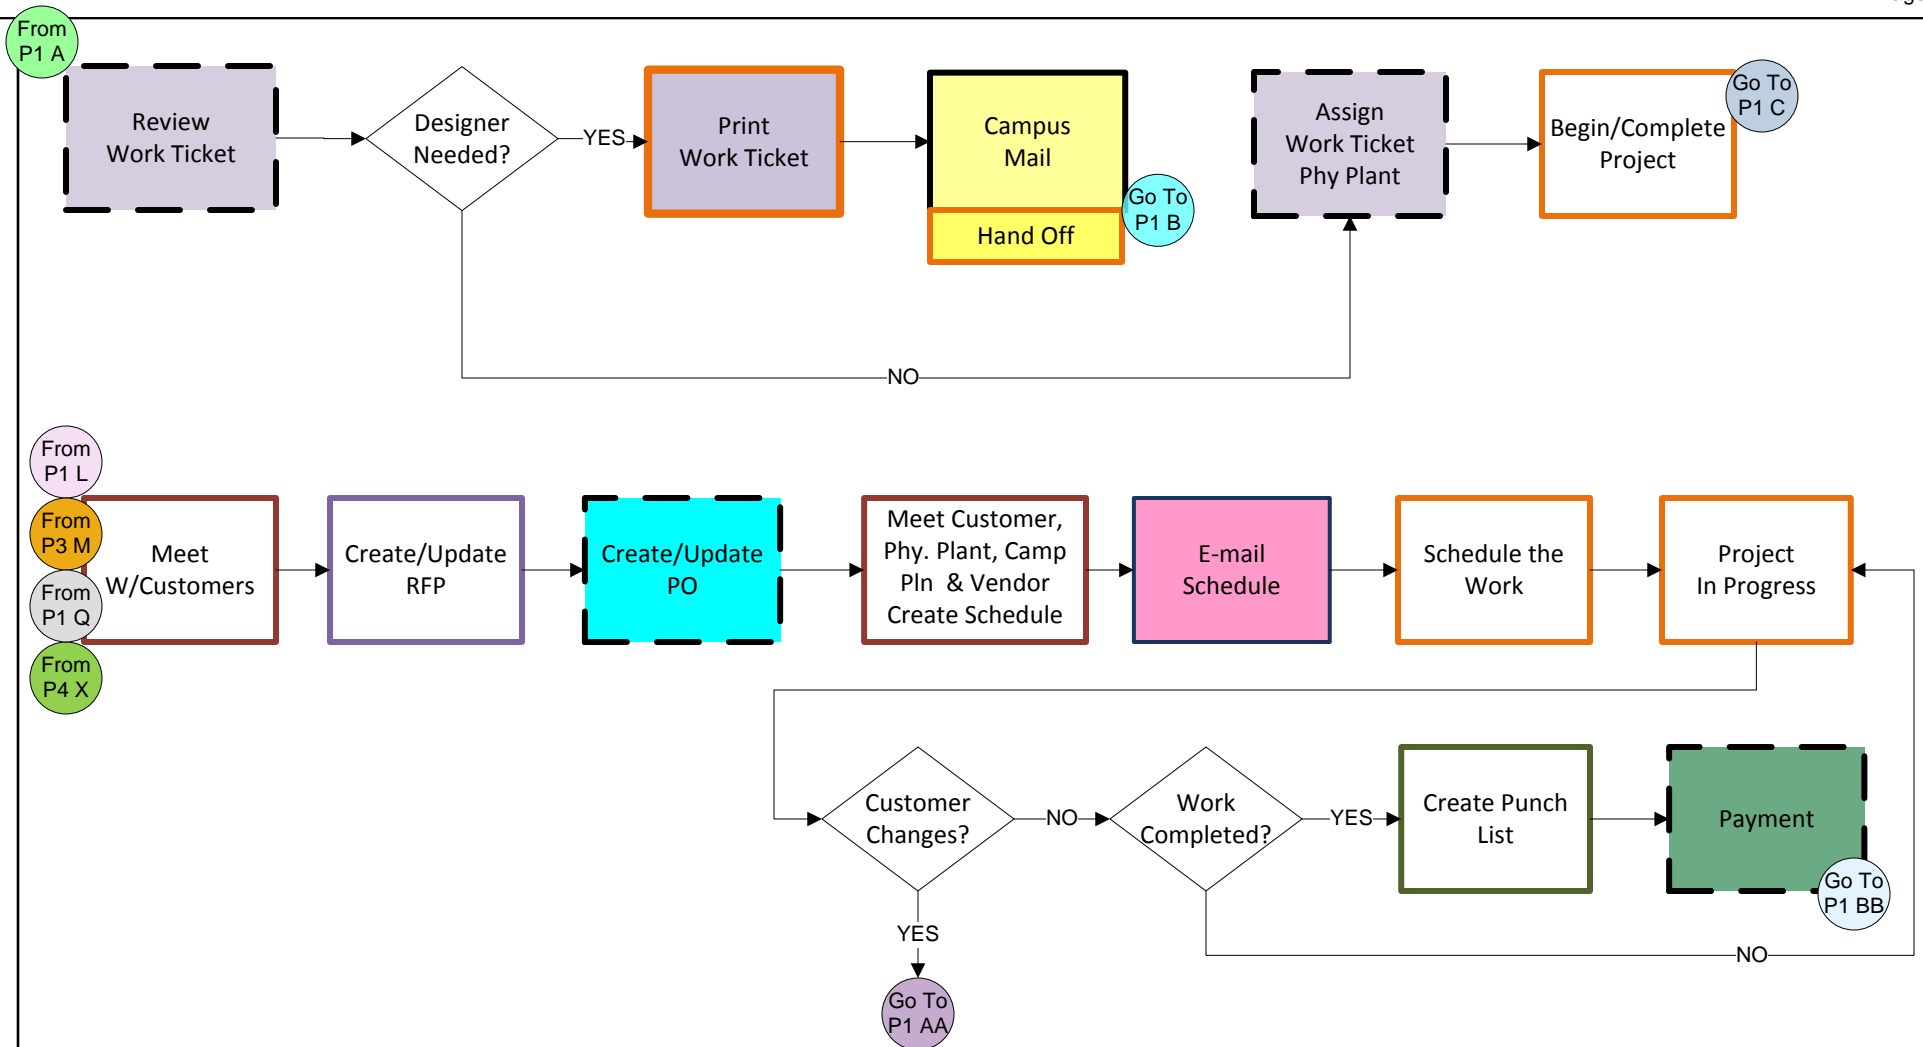 From
P1 A
Review
Work Ticket
Designer
Needed?
YES
Print
Work Ticket
Campus
Mail
Hand Off
Go To
P1 B
Assign
Work Ticket
Phy Plant
Begin/Complete
Project
Go To
P1 C
NO
From
P1 L
From
P3 M
From
P1 Q
From
P4 X
Meet
W/Customers
Create/Update
RFP
Create/Update
PO
Meet Customer,
Phy. Plant, Camp
Pln & Vendor
Create Schedule
E-mail
Schedule
Schedule the
Work
Project
In Progress
Customer
Changes?
NO
Work
Completed?
YES
Create Punch
List
Payment
Go To
P1 BB
YES
NO
Go To
P1 AA